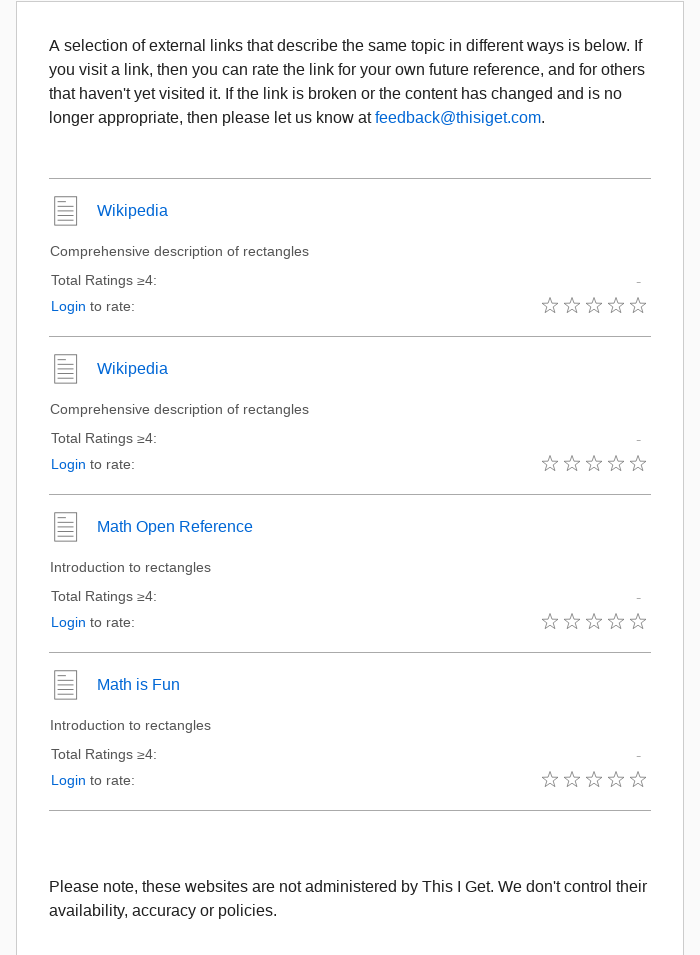 A selection of external links that describe the same topic in different ways is below. If
you visit a link, then you can rate the link for your own future reference, and for others
that haven't yet visited it. If the link is broken or the content has changed and is no
longer appropriate, then please let us know at feedback@thisiget.com.
Wikipedia
Comprehensive description of rectangles
Total Ratings ≥4: -
Login to rate:
Wikipedia
Comprehensive description of rectangles
Total Ratings ≥4: -
Login to rate:
Math Open Reference
Introduction to rectangles
Total Ratings ≥4: -
Login to rate:
Math is Fun
Introduction to rectangles
Total Ratings ≥4: -
Login to rate:
Please note, these websites are not administered by This I Get. We don't control their
availability, accuracy or policies.